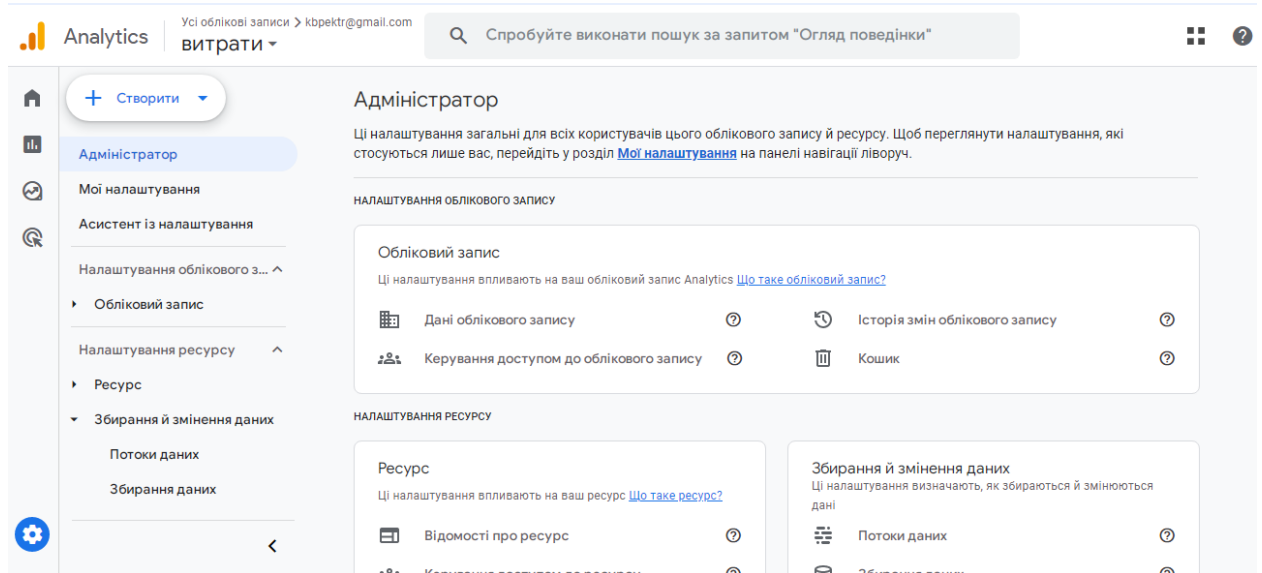 Analytics
Усі облікові записи > kbpektr@gmail.com
витрати
Спробуйте виконати пошук за запитом "Огляд поведінки"
Створити
Адміністратор
Мої налаштування
Асистент із налаштування
Налаштування облікового з...
Обліковий запис
Налаштування ресурсу
Ресурс
Збирання й змінення даних
Потоки даних
Збирання даних
Адміністратор
Ці налаштування загальні для всіх користувачів цього облікового запису й ресурсу. Щоб переглянути налаштування, які
стосуються лише вас, перейдіть у розділ Мої налаштування на панелі навігації ліворуч.
НАЛАШТУВАННЯ ОБЛІКОВОГО ЗАПИСУ
Обліковий запис
Ці налаштування впливають на ваш обліковий запис Analytics Що таке обліковий запис?
Дані облікового запису
Історія змін облікового запису
Керування доступом до облікового запису
Кошик
НАЛАШТУВАННЯ РЕСУРСУ
Ресурс
Ці налаштування впливають на ваш ресурс Що таке ресурс?
Відомості про ресурс
Керування доступом до ресурсу
Збирання й змінення даних
Ці налаштування визначають, як збираються й змінюються
дані
Потоки даних
Збирання даних